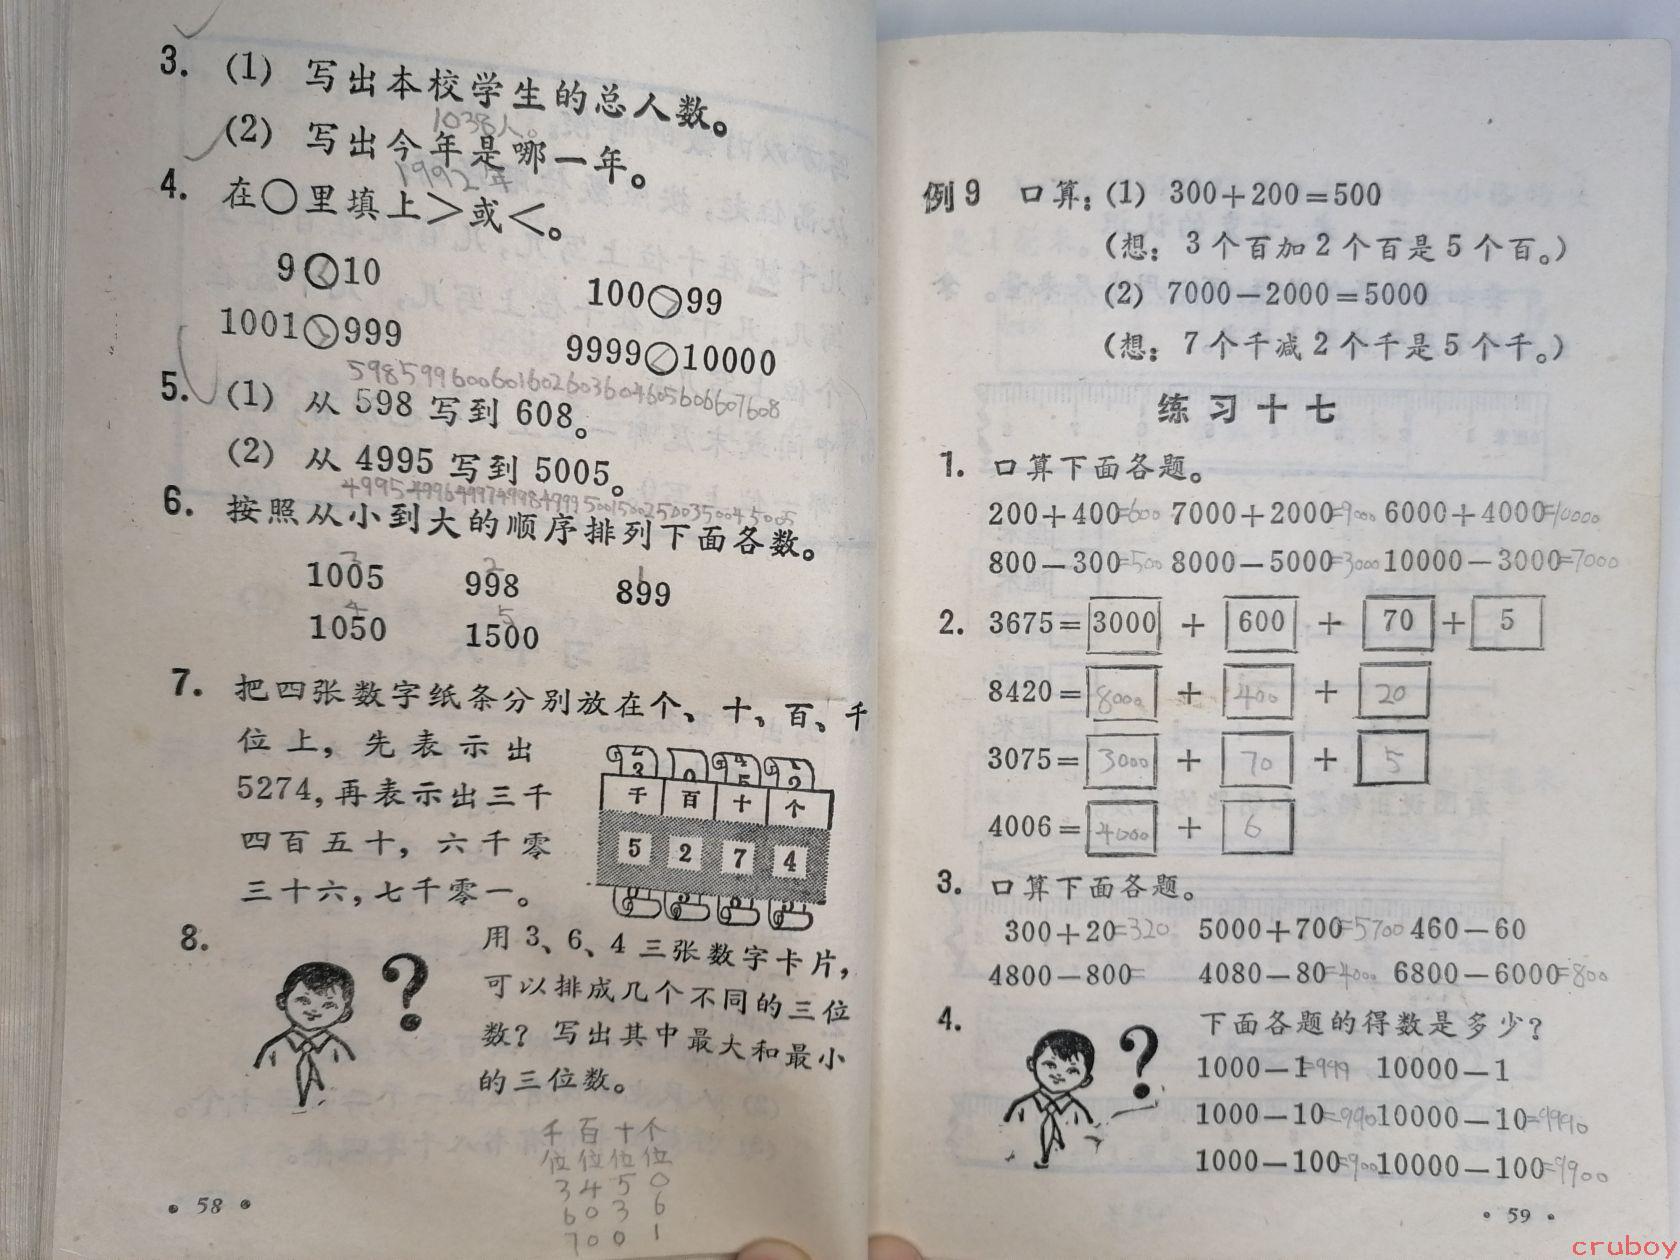 3. (1) 写出本校学生的总人数。
1038人。
(2) 写出今年是哪一年。
1992年
4. 在○里填上＞或＜。
9<10
100>99
1001>999
9999<10000
598599600601602603604605606607608
5. (1) 从 598 写到 608。
(2) 从 4995 写到 5005。
4995499649974998499950015002500350045005
6. 按照从小到大的顺序排列下面各数。
3 2 1
1005 998 899
4 5
1050 1500
7. 把四张数字纸条分别放在个、十、百、千
位上，先表示出
5274，再表示出三千
四百五十，六千零
三十六，七千零一。
千 百 十 个
5 2 7 4
8. 用 3、6、4 三张数字卡片，
可以排成几个不同的三位
数？写出其中最大和最小
的三位数。
?
千百十个
位位位位
3 4 5 0
6 0 3 6
7 0 0 1
• 58 •
例9 口算：(1) 300+200=500
(想：3个百加2个百是5个百。)
(2) 7000-2000=5000
(想：7个千减2个千是5个千。)
练习十七
1. 口算下面各题。
200+400=600 7000+2000=9000 6000+4000=10000
800-300=500 8000-5000=3000 10000-3000=7000
2. 3675=3000+600+70+5
8420=8000+400+20
3075=3000+70+5
4006=4000+6
3. 口算下面各题。
300+20=320 5000+700=5700 460-60
4800-800= 4080-80=4000 6800-6000=800
4. 下面各题的得数是多少？
?
1000-1=999 10000-1
1000-10=990 10000-10=9990
1000-100=900 10000-100=9900
• 59 •
cruboy